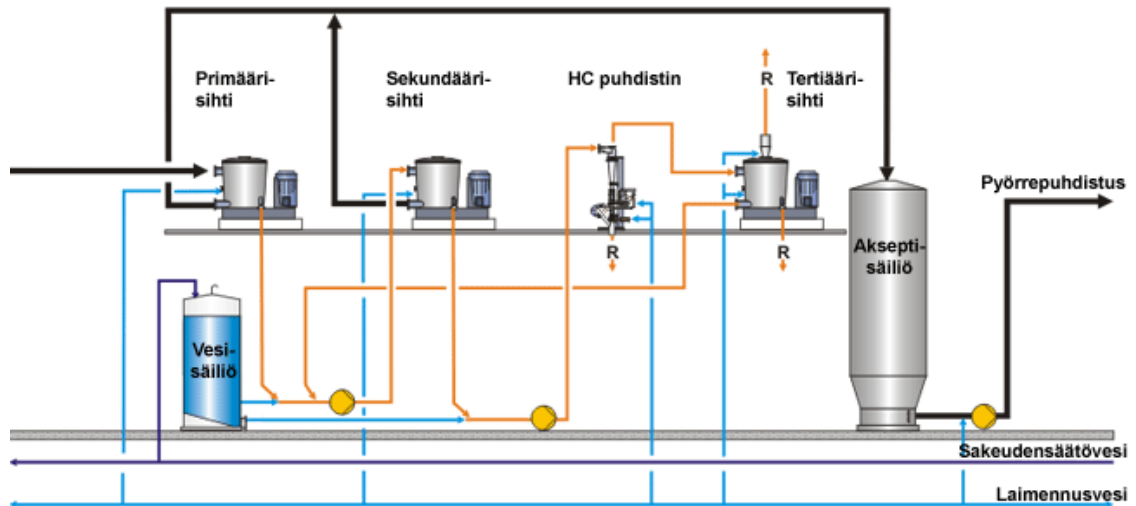 Primääri-
sihti
Sekundääri-
sihti
HC puhdistin
Tertiääri-
sihti
R
Pyörrepuhdistus
R
R
Aksepti-
säiliö
Vesi-
säiliö
Sakeudensäätövesi
Laimennusvesi